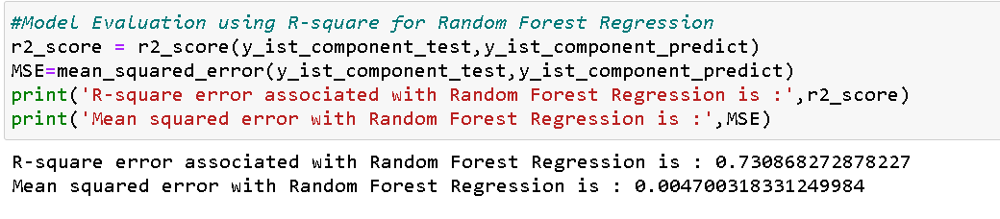 #Model Evaluation using R-square for Random Forest Regression
r2_score = r2_score(y_ist_component_test,y_ist_component_predict)
MSE=mean_squared_error(y_ist_component_test,y_ist_component_predict)
print('R-square error associated with Random Forest Regression is :',r2_score)
print('Mean squared error with Random Forest Regression is :',MSE)
R-square error associated with Random Forest Regression is : 0.730868272878227
Mean squared error with Random Forest Regression is : 0.004700318331249984